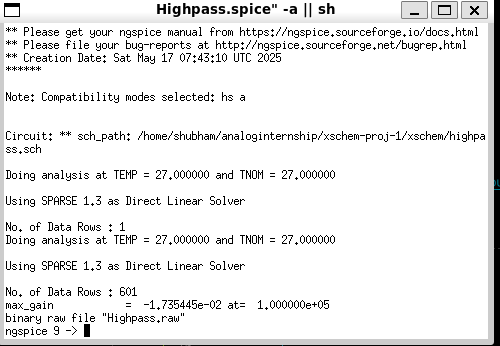 Highpass.spice" -a || sh
** Please get your ngspice manual from https://ngspice.sourceforge.io/docs.html
** Please file your bug-reports at http://ngspice.sourceforge.net/bugrep.html
** Creation Date: Sat May 17 07:43:10 UTC 2025
******
Note: Compatibility modes selected: hs a
Circuit: ** sch_path: /home/shubham/analoginternship/xschem-proj-1/xschem/highpa
ss.sch
Doing analysis at TEMP = 27.000000 and TNOM = 27.000000
Using SPARSE 1.3 as Direct Linear Solver
No. of Data Rows : 1
Doing analysis at TEMP = 27.000000 and TNOM = 27.000000
Using SPARSE 1.3 as Direct Linear Solver
No. of Data Rows : 601
max_gain            =  -1.735445e-02 at=  1.000000e+05
binary raw file "Highpass.raw"
ngspice 9 ->